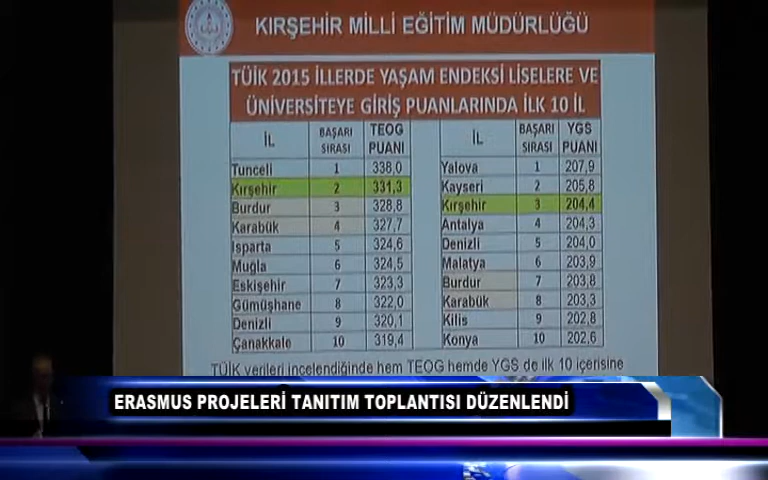 KIRŞEHİR MİLLİ EĞİTİM MÜDÜRLÜĞÜ
TÜİK 2015 İLLERDE YAŞAM ENDEKSİ LİSELERE VE
ÜNİVERSİTEYE GİRİŞ PUANLARINDA İLK 10 İL
İL BAŞARI SIRASI TEOG PUANI
Tunceli 1 338,0
Kırşehir 2 331,3
Burdur 3 328,8
Karabük 4 327,7
Isparta 5 324,6
Muğla 6 324,5
Eskişehir 7 323,3
Gümüşhane 8 322,0
Denizli 9 320,1
Çanakkale 10 319,4
İL BAŞARI SIRASI YGS PUANI
Yalova 1 207,9
Kayseri 2 205,8
Kırşehir 3 204,4
Antalya 4 204,3
Denizli 5 204,0
Malatya 6 203,9
Burdur 7 203,8
Karabük 8 203,3
Kilis 9 202,8
Konya 10 202,6
TÜİK verileri incelendiğinde hem TEOG hemde YGS de ilk 10 içerisine
ERASMUS PROJELERİ TANITIM TOPLANTISI DÜZENLENDİ